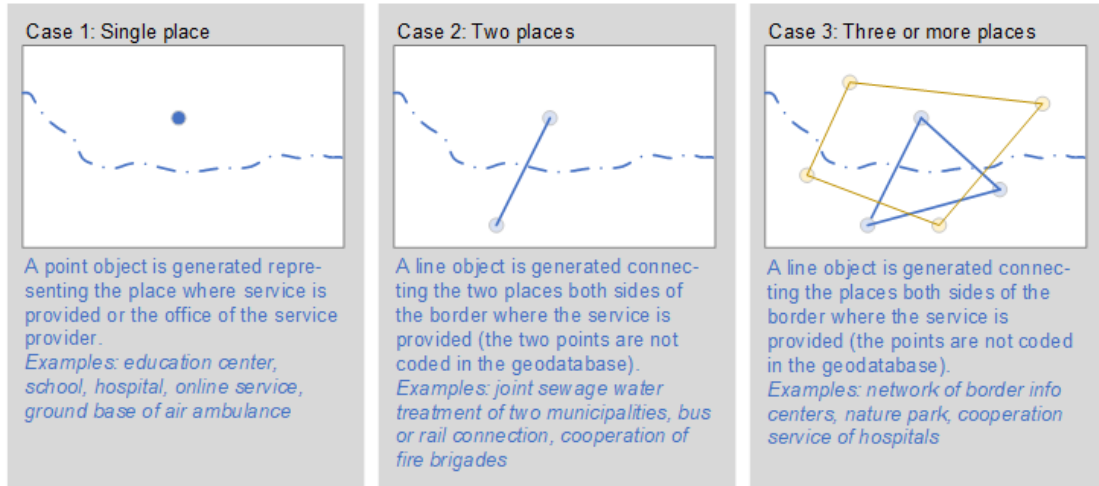 Case 1: Single place
A point object is generated repre-
senting the place where service is
provided or the office of the service
provider.
Examples: education center,
school, hospital, online service,
ground base of air ambulance
Case 2: Two places
A line object is generated connec-
ting the two places both sides of
the border where the service is
provided (the two points are not
coded in the geodatabase).
Examples: joint sewage water
treatment of two municipalities, bus
or rail connection, cooperation of
fire brigades
Case 3: Three or more places
A line object is generated connec-
ting the places both sides of the
border where the service is
provided (the points are not coded
in the geodatabase).
Examples: network of border info
centers, nature park, cooperation
service of hospitals